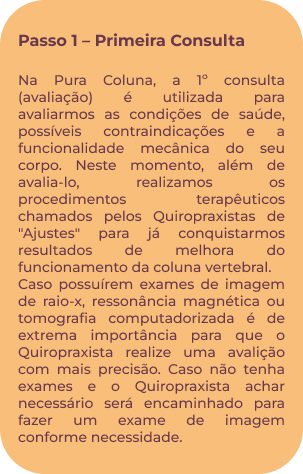 Passo 1 – Primeira Consulta
Na Pura Coluna, a 1º consulta
(avaliação) é utilizada para
avaliarmos as condições de saúde,
possíveis contraindicações e a
funcionalidade mecânica do seu
corpo. Neste momento, além de
avalia-lo, realizamos os
procedimentos terapêuticos
chamados pelos Quiropraxistas de
"Ajustes" para já conquistarmos
resultados de melhora do
funcionamento da coluna vertebral.
Caso possuírem exames de imagem
de raio-x, ressonância magnética ou
tomografia computadorizada é de
extrema importância para que o
Quiropraxista realize uma avalição
com mais precisão. Caso não tenha
exames e o Quiropraxista achar
necessário será encaminhado para
fazer um exame de imagem
conforme necessidade.